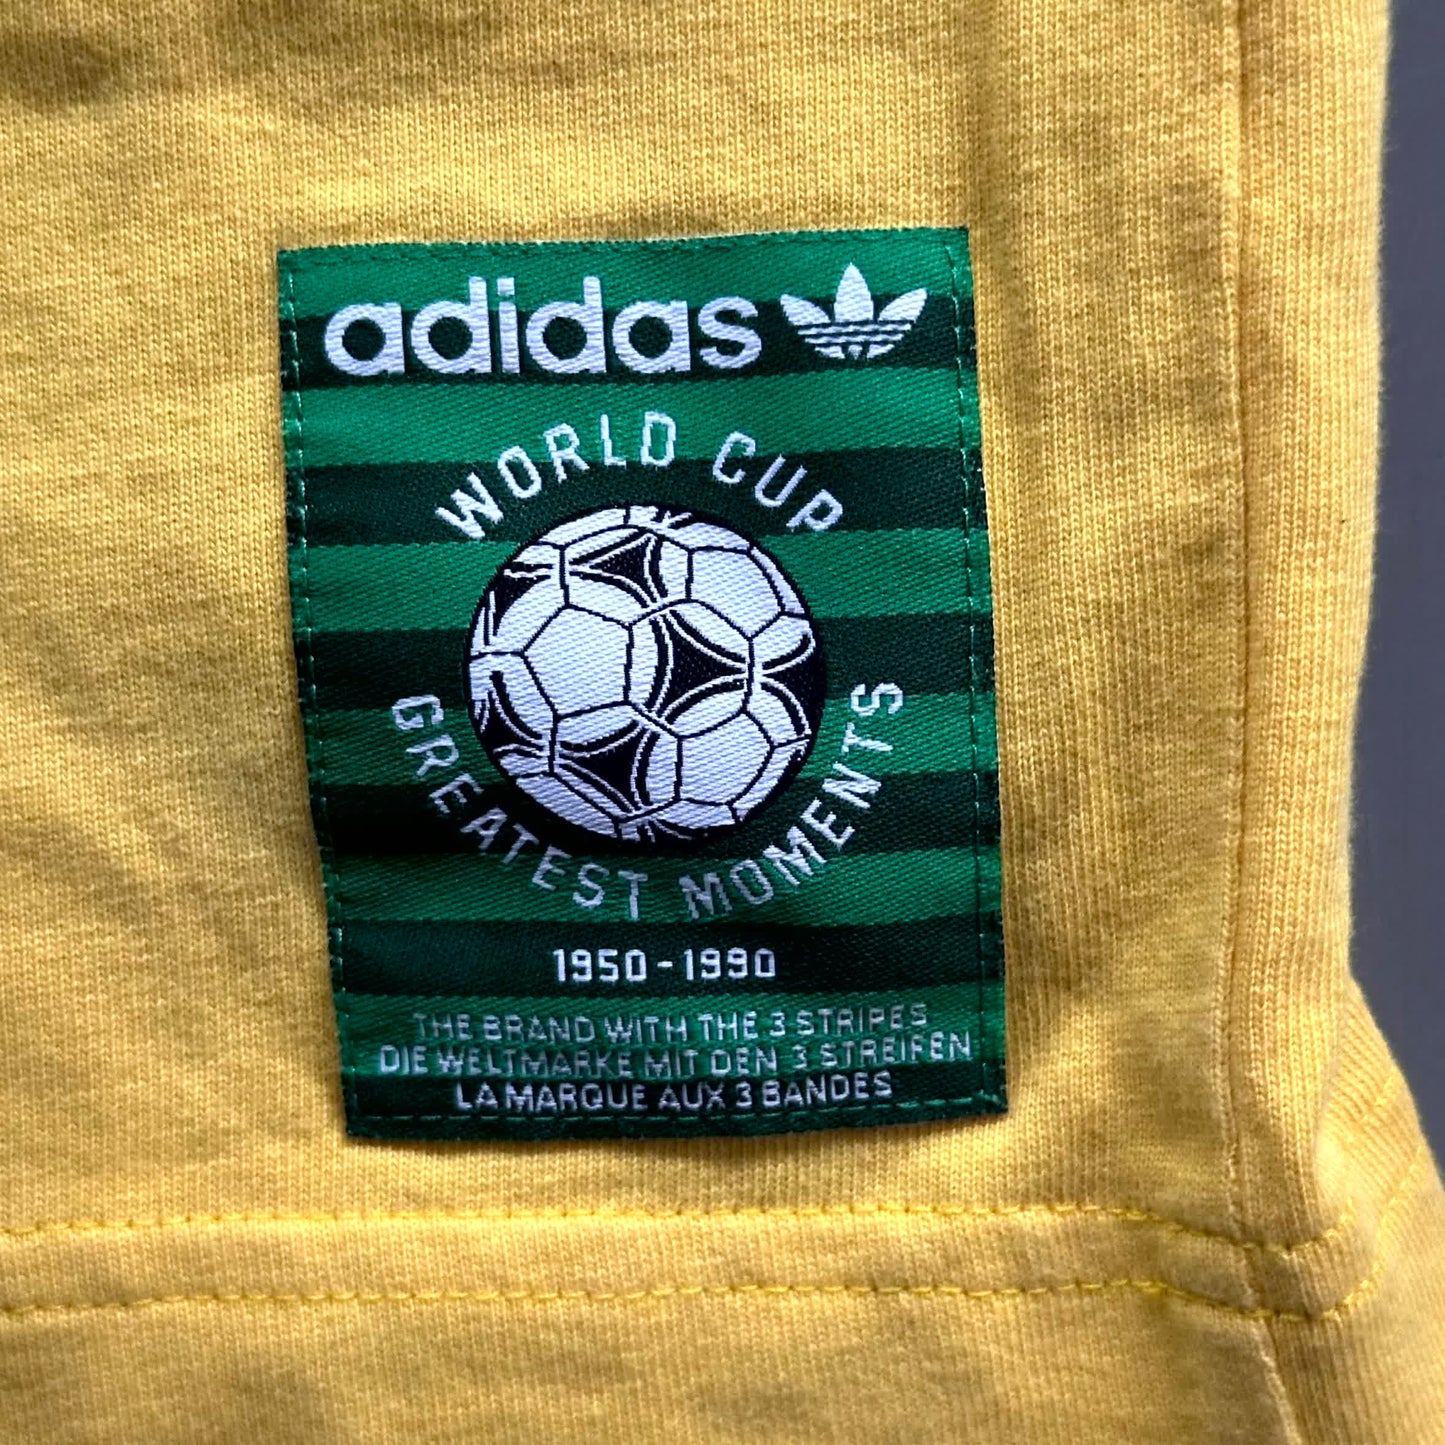 adidas
WORLD CUP
GREATEST MOMENTS
1950-1990
THE BRAND WITH THE 3 STRIPES
DIE WELTMARKE MIT DEN 3 STREIFEN
LA MARQUE AUX 3 BANDES